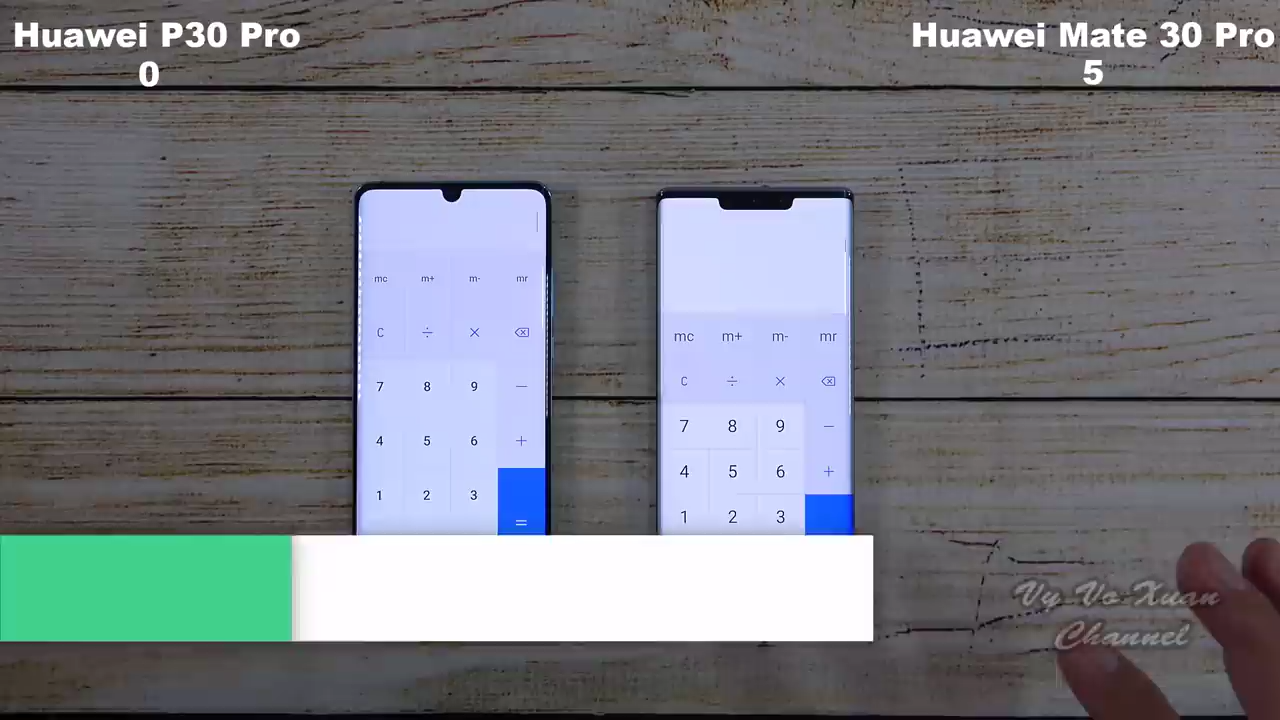 Huawei P30 Pro
0
Huawei Mate 30 Pro
5
mc m+ m- mr
C ÷ ×
7 8 9 −
4 5 6 +
1 2 3
=
mc m+ m- mr
C ÷ ×
7 8 9 −
4 5 6 +
1 2 3
Vy Vo Xuan
Channel